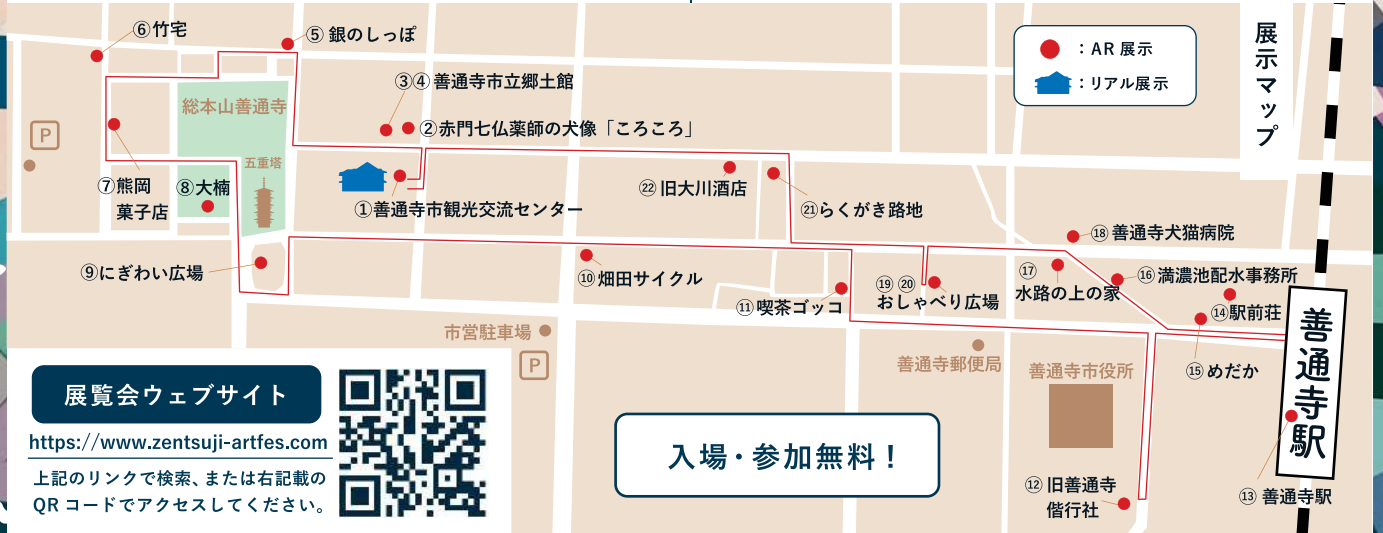 展示マップ
：AR 展示
：リアル展示
⑥竹宅
⑤ 銀のしっぽ
③④ 善通寺市立郷土館
②赤門七仏薬師の犬像「ころころ」
総本山善通寺
P
五重塔
⑦熊岡
菓子店
⑧大楠
①善通寺市観光交流センター
㉒旧大川酒店
㉑らくがき路地
⑱善通寺犬猫病院
⑨にぎわい広場
⑩畑田サイクル
⑪喫茶ゴッコ
⑲ ⑳
おしゃべり広場
⑰
水路の上の家
⑯満濃池配水事務所
⑭駅前荘
⑮めだか
善通寺駅
⑬ 善通寺駅
市営駐車場
P
善通寺郵便局
善通寺市役所
⑫旧善通寺
偕行社
入場・参加無料！
展覧会ウェブサイト
https://www.zentsuji-artfes.com
上記のリンクで検索、または右記載の
QR コードでアクセスしてください。